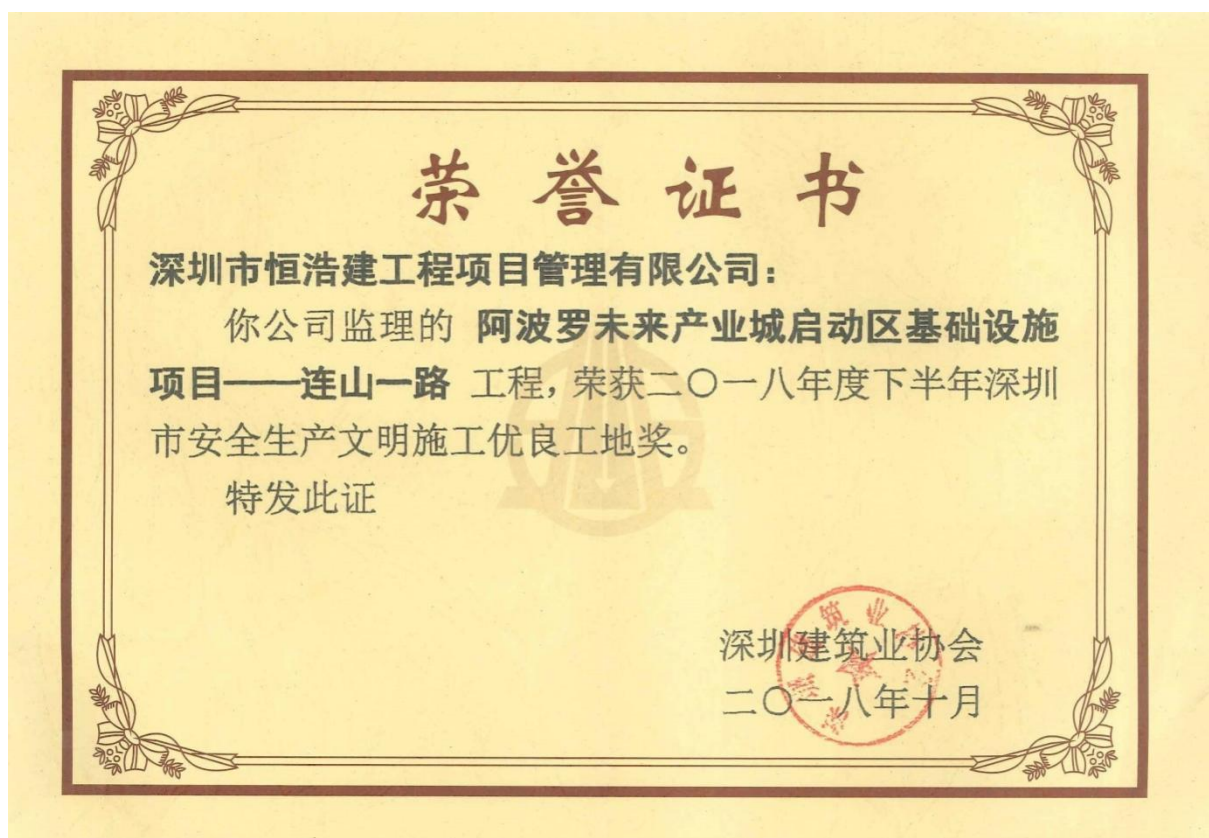 荣誉证书
深圳市恒浩建工程项目管理有限公司：
你公司监理的 阿波罗未来产业城启动区基础设施
项目——连山一路 工程，荣获二〇一八年度下半年深圳
市安全生产文明施工优良工地奖。
特发此证
深圳建筑业协会
二〇一八年十月